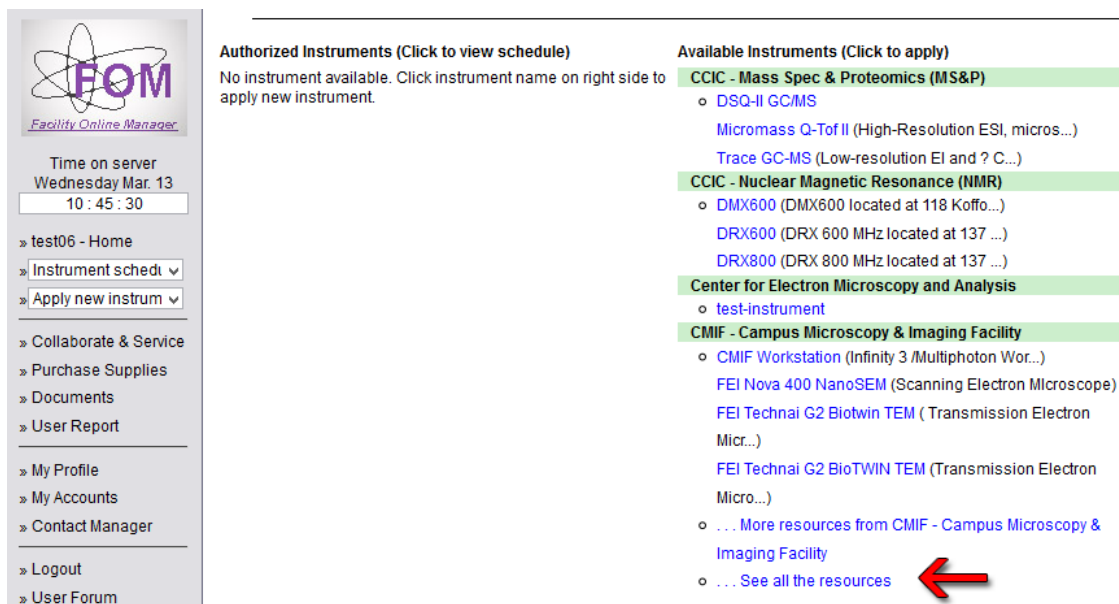 FOM
Facility Online Manager
Time on server
Wednesday Mar. 13
10 : 45 : 30
» test06 - Home
» Instrument schedu
» Apply new instrum
» Collaborate & Service
» Purchase Supplies
» Documents
» User Report
» My Profile
» My Accounts
» Contact Manager
» Logout
» User Forum
Authorized Instruments (Click to view schedule)
No instrument available. Click instrument name on right side to
apply new instrument.
Available Instruments (Click to apply)
CCIC - Mass Spec & Proteomics (MS&P)
DSQ-II GC/MS
Micromass Q-Tof II (High-Resolution ESI, micros...)
Trace GC-MS (Low-resolution EI and ? C...)
CCIC - Nuclear Magnetic Resonance (NMR)
DMX600 (DMX600 located at 118 Koffo...)
DRX600 (DRX 600 MHz located at 137 ...)
DRX800 (DRX 800 MHz located at 137 ...)
Center for Electron Microscopy and Analysis
test-instrument
CMIF - Campus Microscopy & Imaging Facility
CMIF Workstation (Infinity 3 /Multiphoton Wor...)
FEI Nova 400 NanoSEM (Scanning Electron MIcroscope)
FEI Technai G2 Biotwin TEM ( Transmission Electron
Micr...)
FEI Technai G2 BioTWIN TEM (Transmission Electron
Micro...)
. . . More resources from CMIF - Campus Microscopy &
Imaging Facility
. . . See all the resources